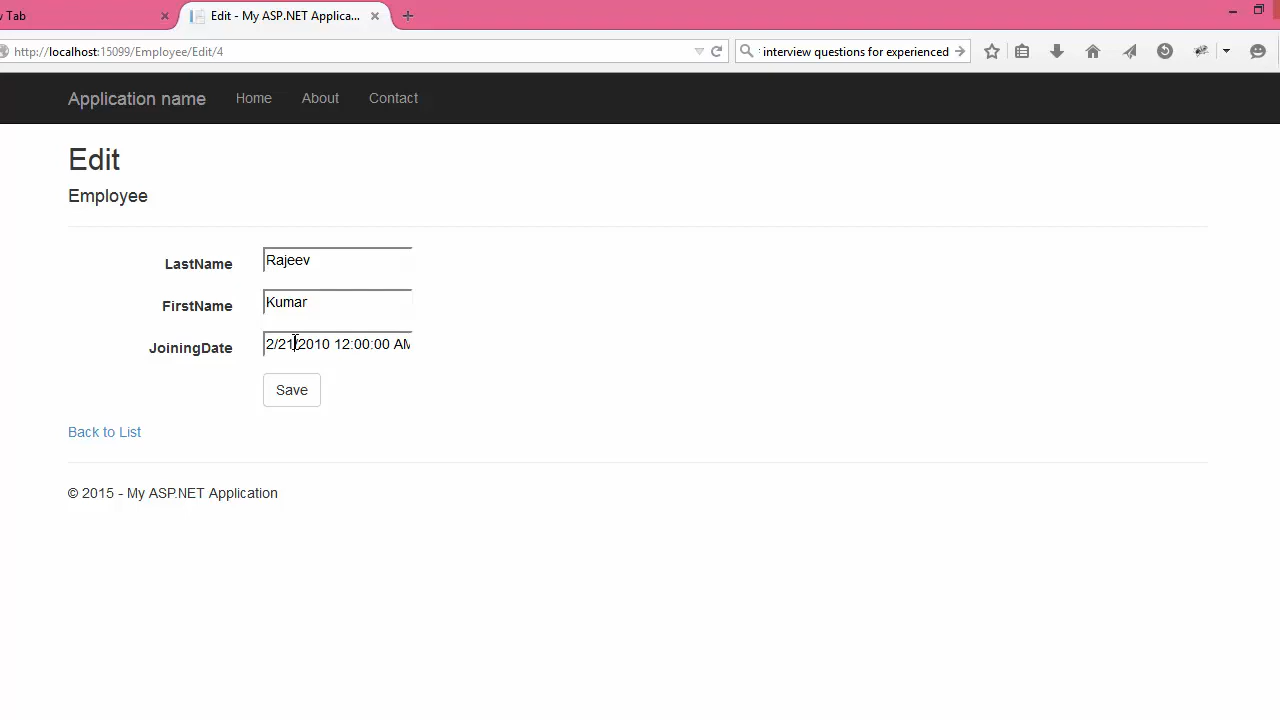 v Tab
Edit - My ASP.NET Applica...
http://localhost:15099/Employee/Edit/4
interview questions for experienced
Application name Home About Contact
Edit
Employee
LastName Rajeev
FirstName Kumar
JoiningDate 2/21/2010 12:00:00 AM
Save
Back to List
© 2015 - My ASP.NET Application